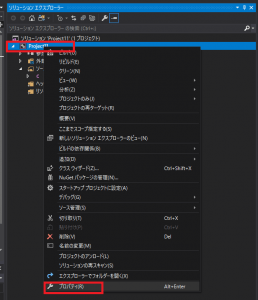 ソリューション エクスプローラー
ソリューション エクスプローラー の検索 (Ctrl+;)
ソリューション 'Project11' (1 プロジェクト)
Project11
ビルド(U)
リビルド(E)
クリーン(N)
ビュー(W)
分析(Z)
プロジェクトのみ(J)
プロジェクトの再ターゲット(R)
概要(V)
ここまでスコープ指定する(S)
新しいソリューション エクスプローラーのビュー(N)
ビルドの依存関係(B)
追加(D)
クラス ウィザード(Z)... Ctrl+Shift+X
NuGet パッケージの管理(N)...
スタートアップ プロジェクトに設定(A)
デバッグ(G)
ソース管理(S)
切り取り(T) Ctrl+X
貼り付け(P) Ctrl+V
削除(V) Del
名前の変更(M)
プロジェクトのアンロード(L)
ソリューションの再スキャン(S)
エクスプローラーでフォルダーを開く(X)
プロパティ(R) Alt+Enter